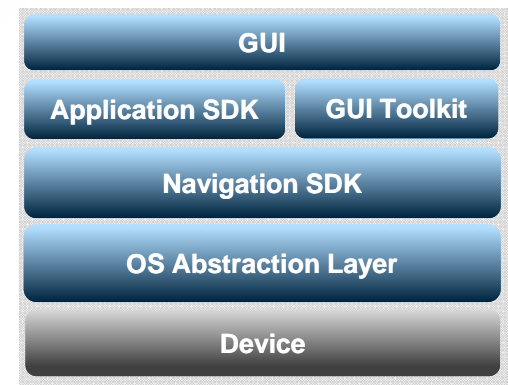 GUI
Application SDK
GUI Toolkit
Navigation SDK
OS Abstraction Layer
Device